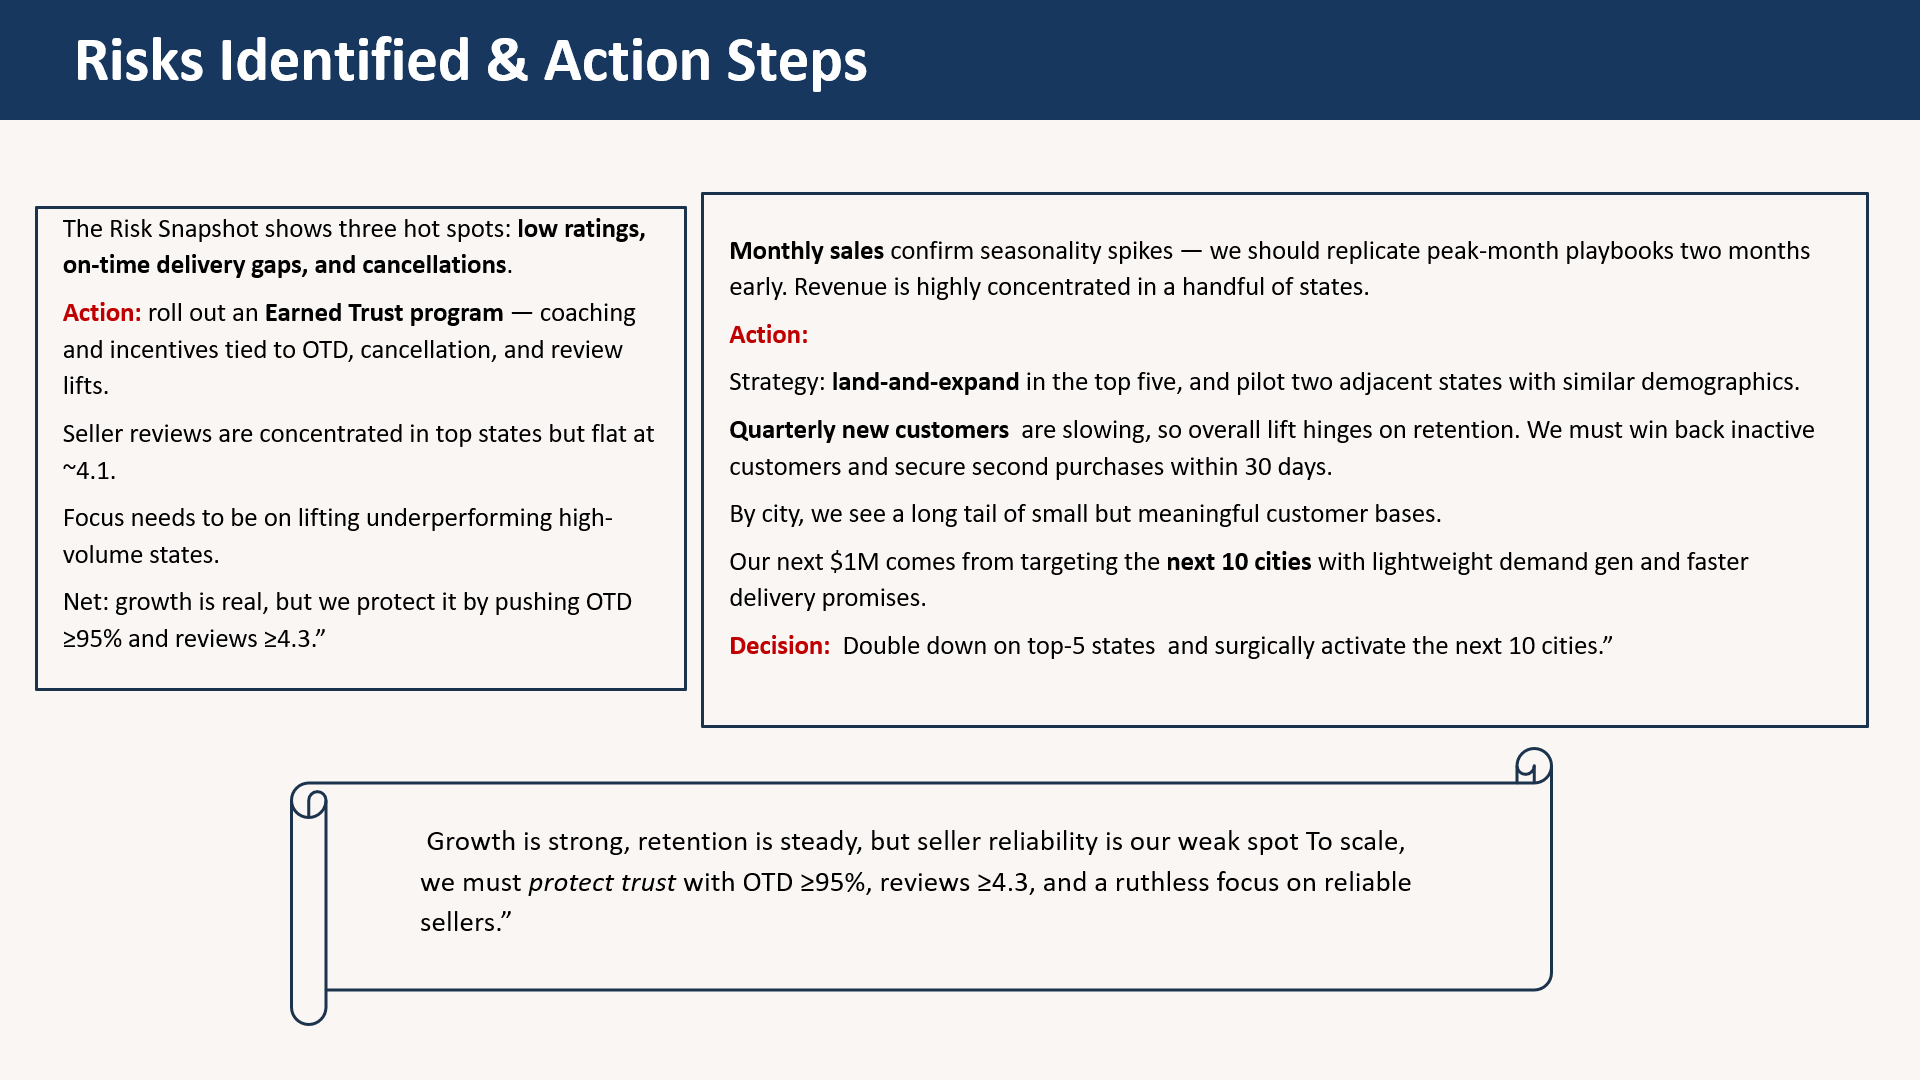 Risks Identified & Action Steps
The Risk Snapshot shows three hot spots: low ratings,
on-time delivery gaps, and cancellations.
Action: roll out an Earned Trust program — coaching
and incentives tied to OTD, cancellation, and review
lifts.
Seller reviews are concentrated in top states but flat at
~4.1.
Focus needs to be on lifting underperforming high-
volume states.
Net: growth is real, but we protect it by pushing OTD
≥95% and reviews ≥4.3.”
Monthly sales confirm seasonality spikes — we should replicate peak-month playbooks two months
early. Revenue is highly concentrated in a handful of states.
Action:
Strategy: land-and-expand in the top five, and pilot two adjacent states with similar demographics.
Quarterly new customers  are slowing, so overall lift hinges on retention. We must win back inactive
customers and secure second purchases within 30 days.
By city, we see a long tail of small but meaningful customer bases.
Our next $1M comes from targeting the next 10 cities with lightweight demand gen and faster
delivery promises.
Decision:  Double down on top-5 states  and surgically activate the next 10 cities.”
Growth is strong, retention is steady, but seller reliability is our weak spot To scale,
we must protect trust with OTD ≥95%, reviews ≥4.3, and a ruthless focus on reliable
sellers.”